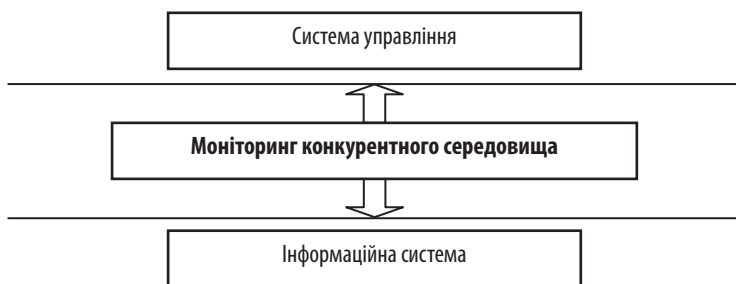 Система управління
Моніторинг конкурентного середовища
Інформаційна система